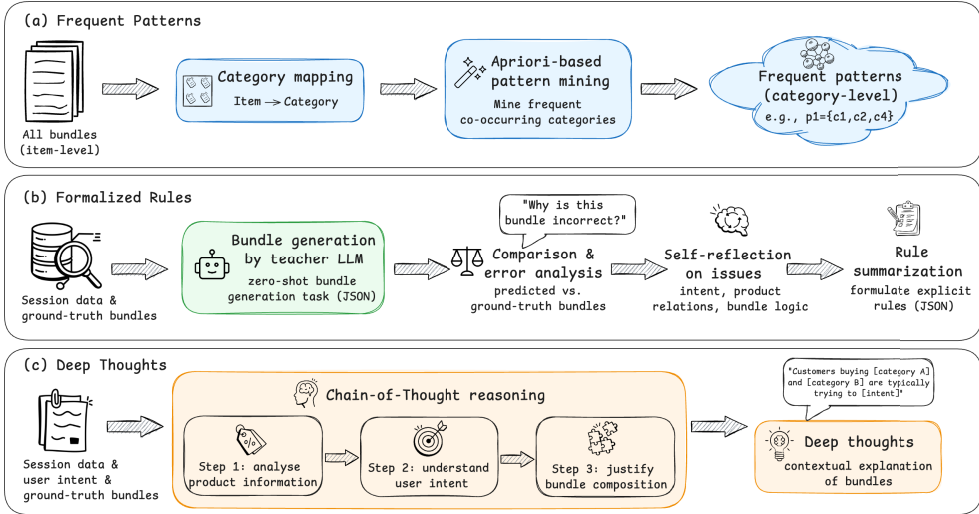 (a) Frequent Patterns
All bundles
(item-level)
Category mapping
Item → Category
Apriori-based
pattern mining
Mine frequent
co-occurring categories
Frequent patterns
(category-level)
e.g., p1={c1,c2,c4}
(b) Formalized Rules
Session data &
ground-truth bundles
Bundle generation
by teacher LLM
zero-shot bundle
generation task (JSON)
"Why is this
bundle incorrect?"
Comparison &
error analysis
predicted vs.
ground-truth bundles
Self-reflection
on issues
intent, product
relations, bundle logic
Rule
summarization
formulate explicit
rules (JSON)
(c) Deep Thoughts
Session data &
user intent &
ground-truth bundles
Chain-of-Thought reasoning
Step 1: analyse
product information
Step 2: understand
user intent
Step 3: justify
bundle composition
"Customers buying [category A]
and [category B] are typically
trying to [intent]"
Deep thoughts
contextual explanation
of bundles